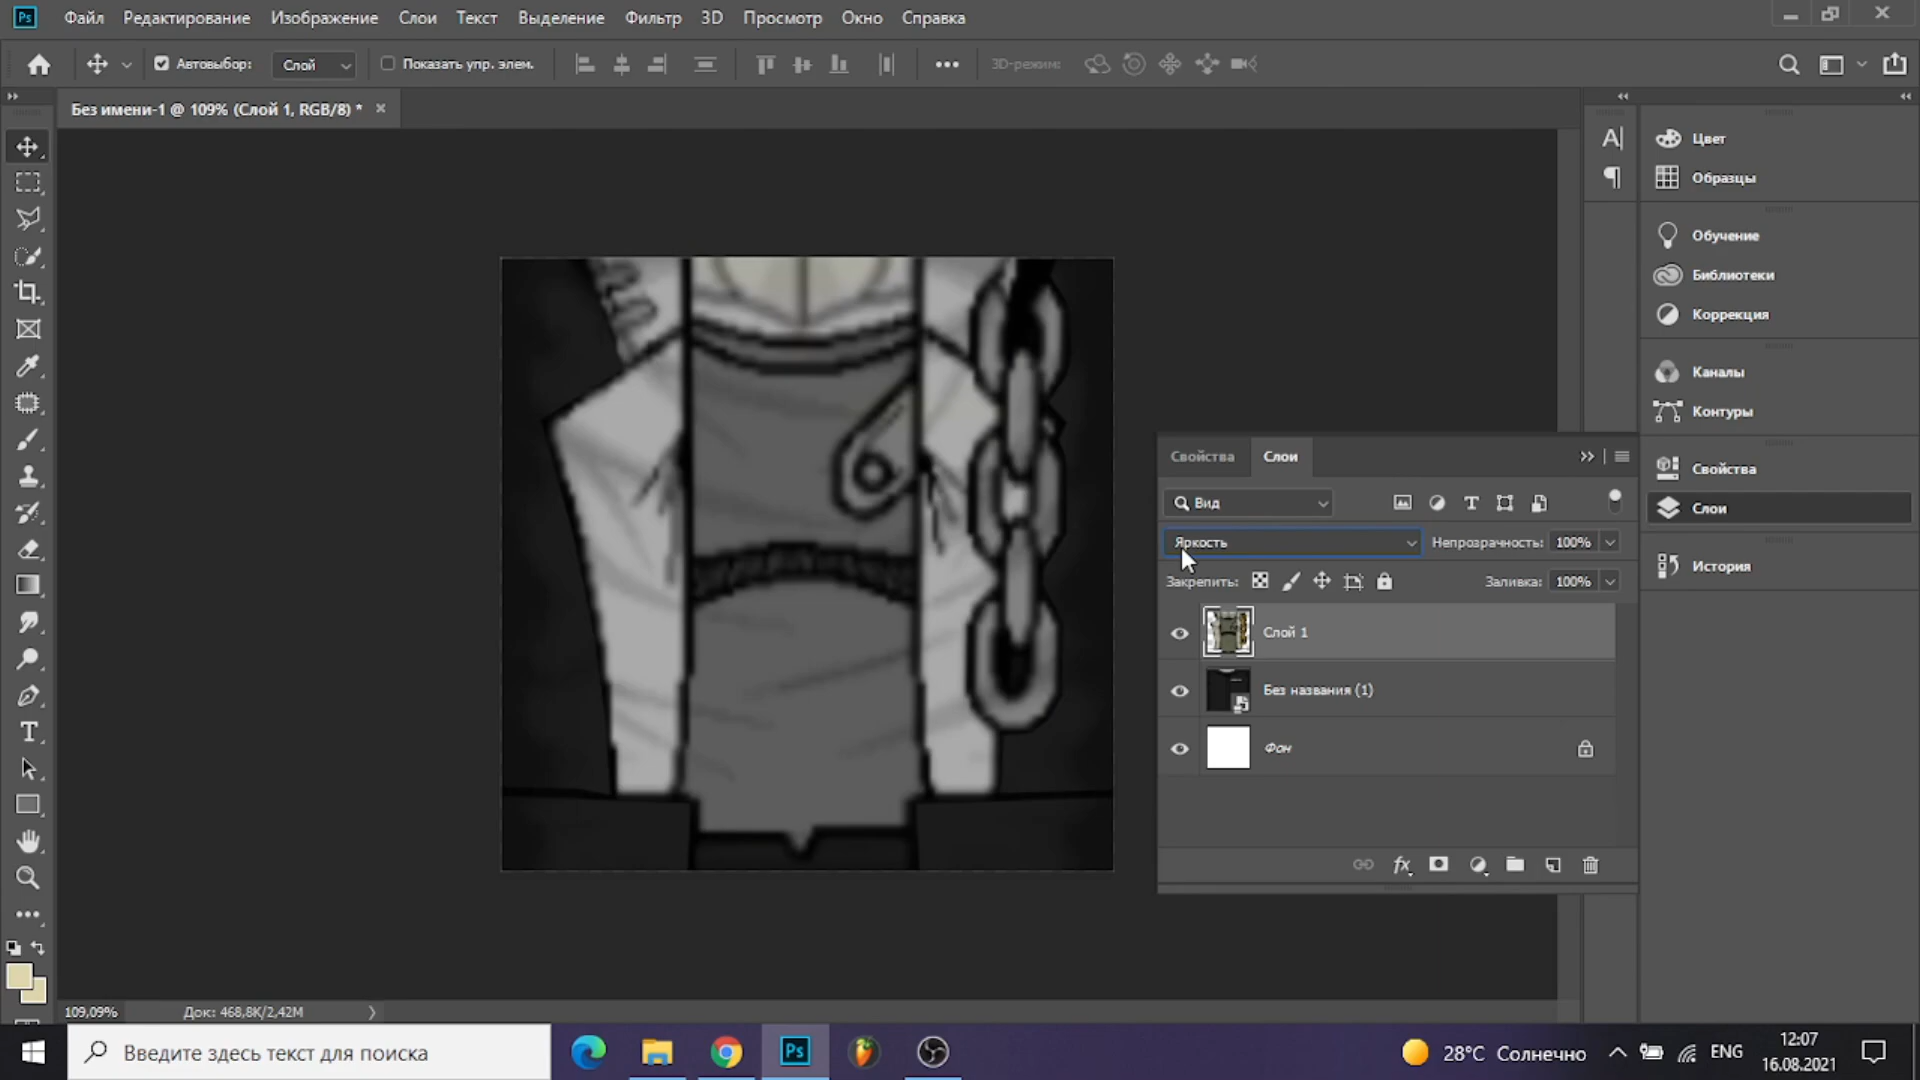 Ps Файл Редактирование Изображение Слои Текст Выделение Фильтр 3D Просмотр Окно Справка
Автовыбор: Слой Показать упр. элем. 3D-режим:
Без имени-1 @ 109% (Слой 1, RGB/8) *
Цвет
Образцы
Обучение
Библиотеки
Коррекция
Каналы
Контуры
Свойства
Слои
История
Свойства Слои
Вид
Яркость Непрозрачность: 100%
Закрепить: Заливка: 100%
Слой 1
Без названия (1)
Фон
109,09% Док: 468,8K/2,42M
Введите здесь текст для поиска
Ps
28°C Солнечно
ENG
12:07
16.08.2021